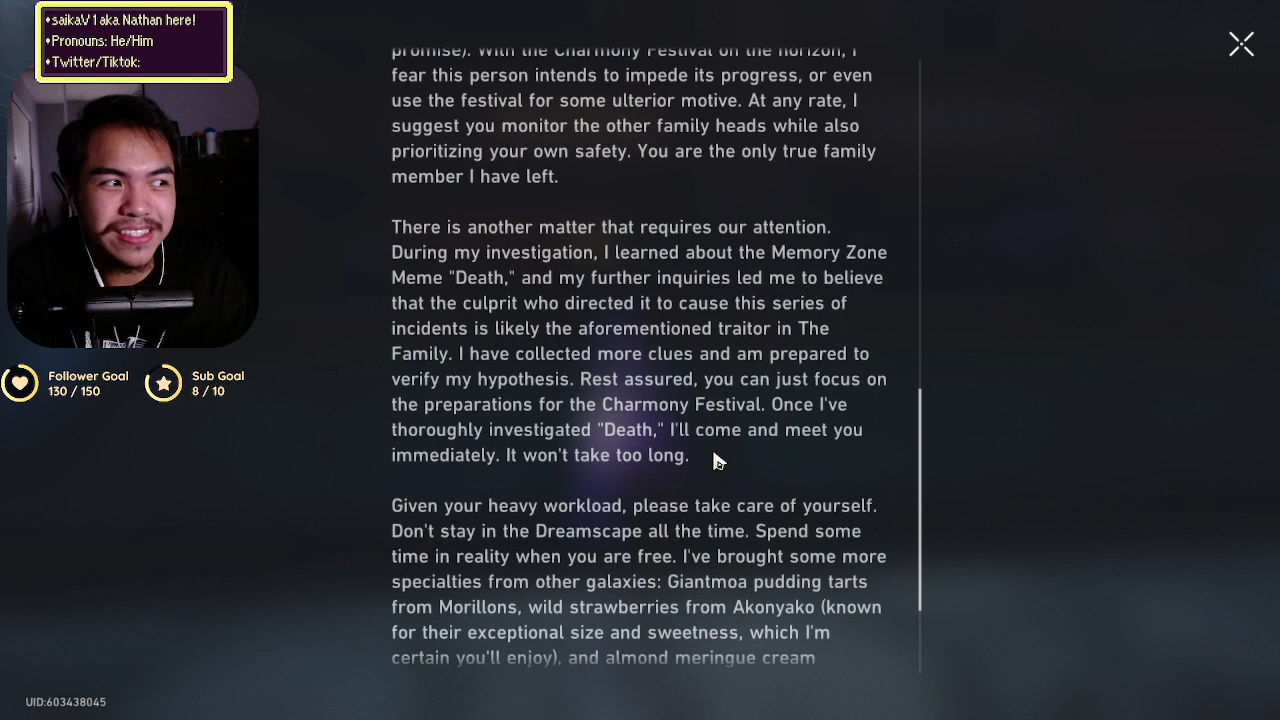 •saikaV1 aka Nathan here!
•Pronouns: He/Him
•Twitter/Tiktok:
Follower Goal
130 / 150
Sub Goal
8 / 10
promise). With the Charmony Festival on the horizon, I
fear this person intends to impede its progress, or even
use the festival for some ulterior motive. At any rate, I
suggest you monitor the other family heads while also
prioritizing your own safety. You are the only true family
member I have left.
There is another matter that requires our attention.
During my investigation, I learned about the Memory Zone
Meme "Death," and my further inquiries led me to believe
that the culprit who directed it to cause this series of
incidents is likely the aforementioned traitor in The
Family. I have collected more clues and am prepared to
verify my hypothesis. Rest assured, you can just focus on
the preparations for the Charmony Festival. Once I've
thoroughly investigated "Death," I'll come and meet you
immediately. It won't take too long.
Given your heavy workload, please take care of yourself.
Don't stay in the Dreamscape all the time. Spend some
time in reality when you are free. I've brought some more
specialties from other galaxies: Giantmoa pudding tarts
from Morillons, wild strawberries from Akonyako (known
for their exceptional size and sweetness, which I'm
certain you'll enjoy), and almond meringue cream
UID:603438045